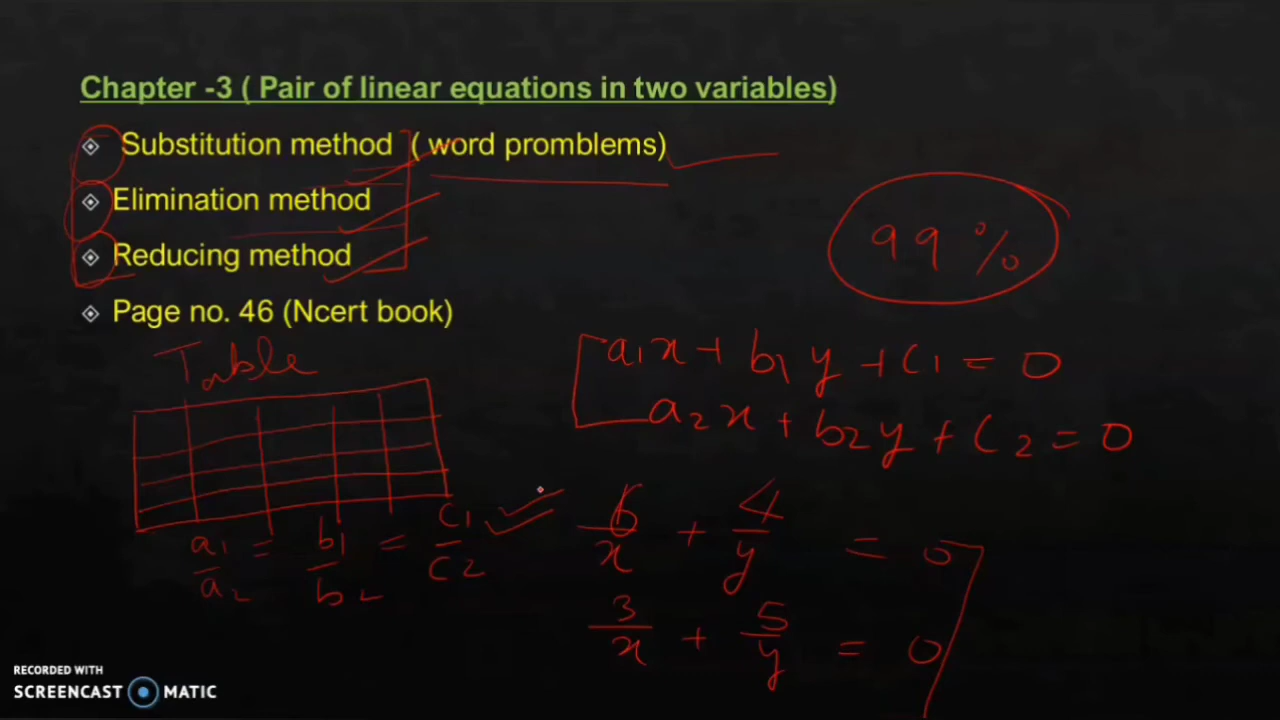 Chapter -3 ( Pair of linear equations in two variables)
Substitution method ( word promblems)
Elimination method
Reducing method
Page no. 46 (Ncert book)
99%
Table
a1x + b1y + c1 = 0
a2x + b2y + c2 = 0
a1/a2 = b1/b2 = c1/c2
6/x + 4/y = 0
3/x + 5/y = 0
RECORDED WITH
SCREENCAST MATIC